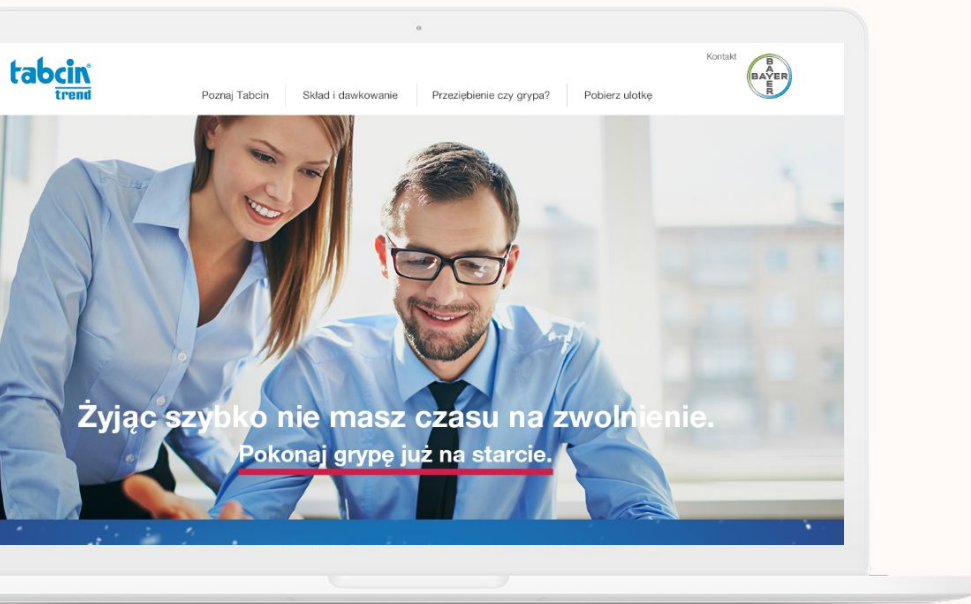 tabcin
trend
Kontakt
BAYER
BAYER
Poznaj Tabcin
Skład i dawkowanie
Przeziębienie czy grypa?
Pobierz ulotkę
Żyjąc szybko nie masz czasu na zwolnienie.
Pokonaj grypę już na starcie.